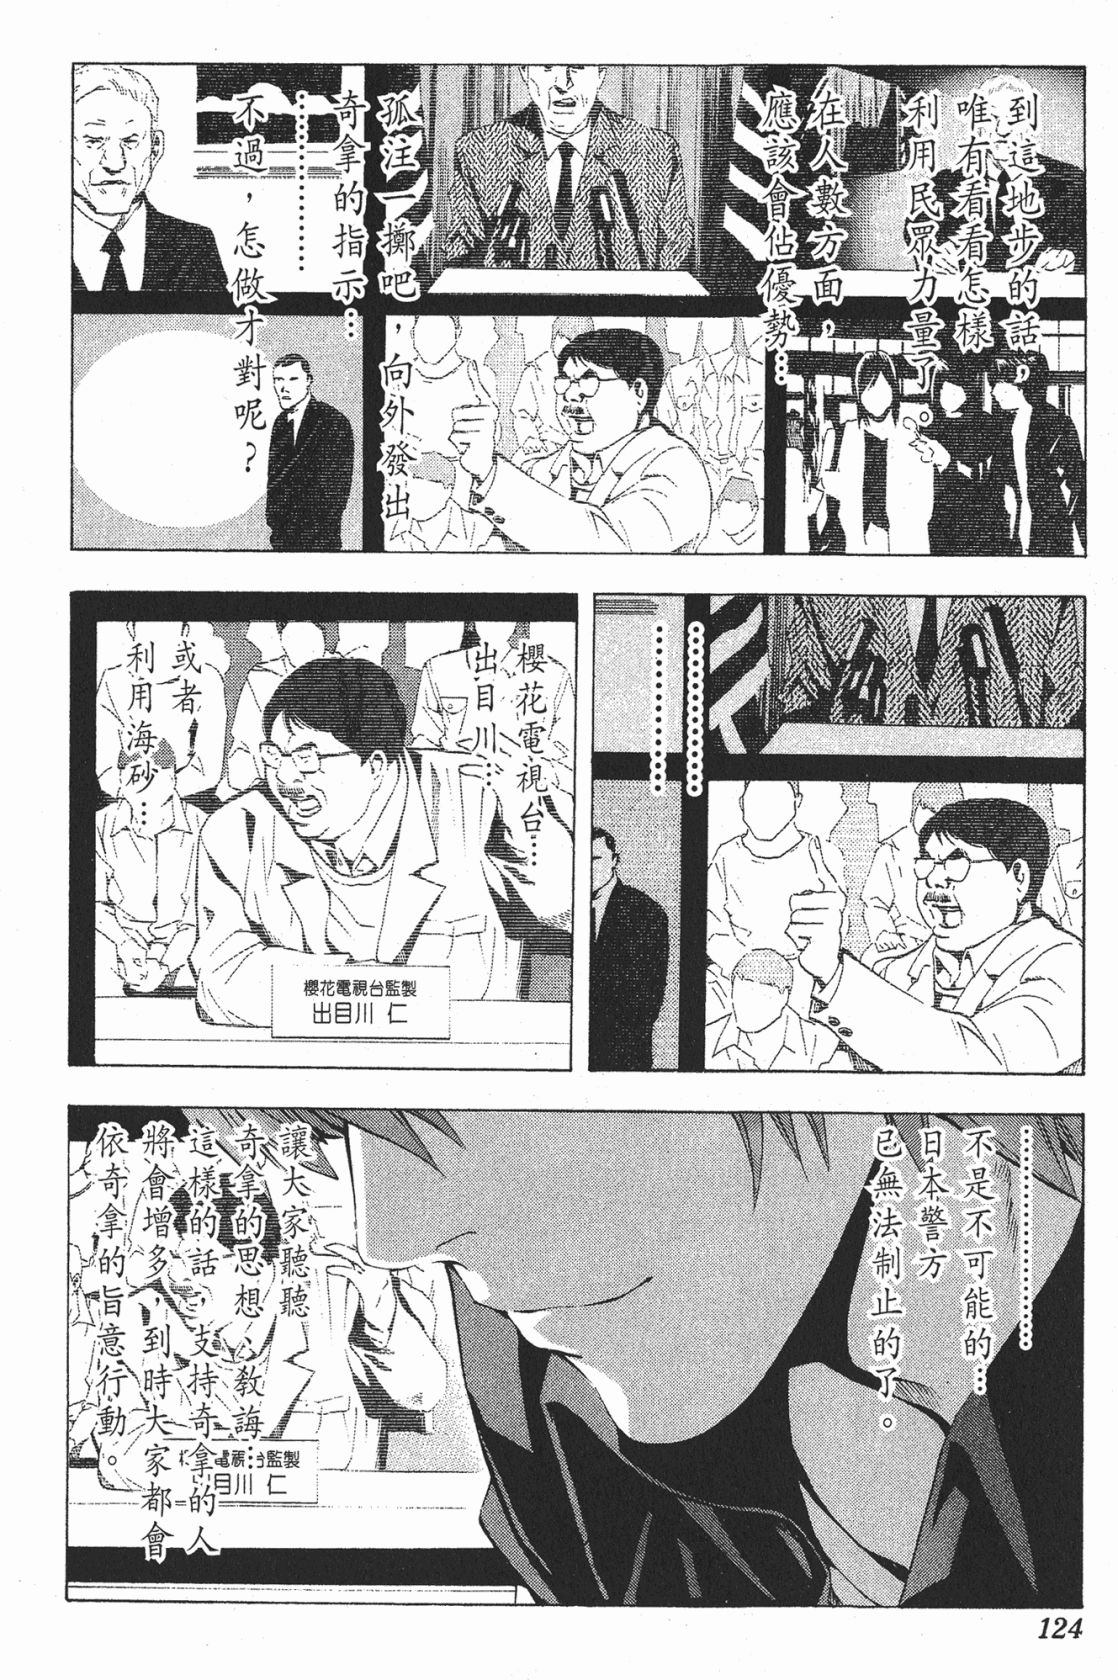 到這地步的話，
唯有看看怎樣
利用民眾力量了。
在人數方面，
應該會佔優勢…
孤注一擲吧，向外發出
奇拿的指示…
………………
不過，怎做才對呢？
………………
………………
櫻花電視台……
出目川……
或者
利用海砂…
櫻花電視台監製
出目川 仁
………………
不是不可能的…
日本警方
已無法制止的了。
讓大家聽聽
奇拿的思想、教誨…
這樣的話，支持奇拿的人
將會增多，到時大家都會
依奇拿的旨意行動。
電視台監製
目川 仁
124